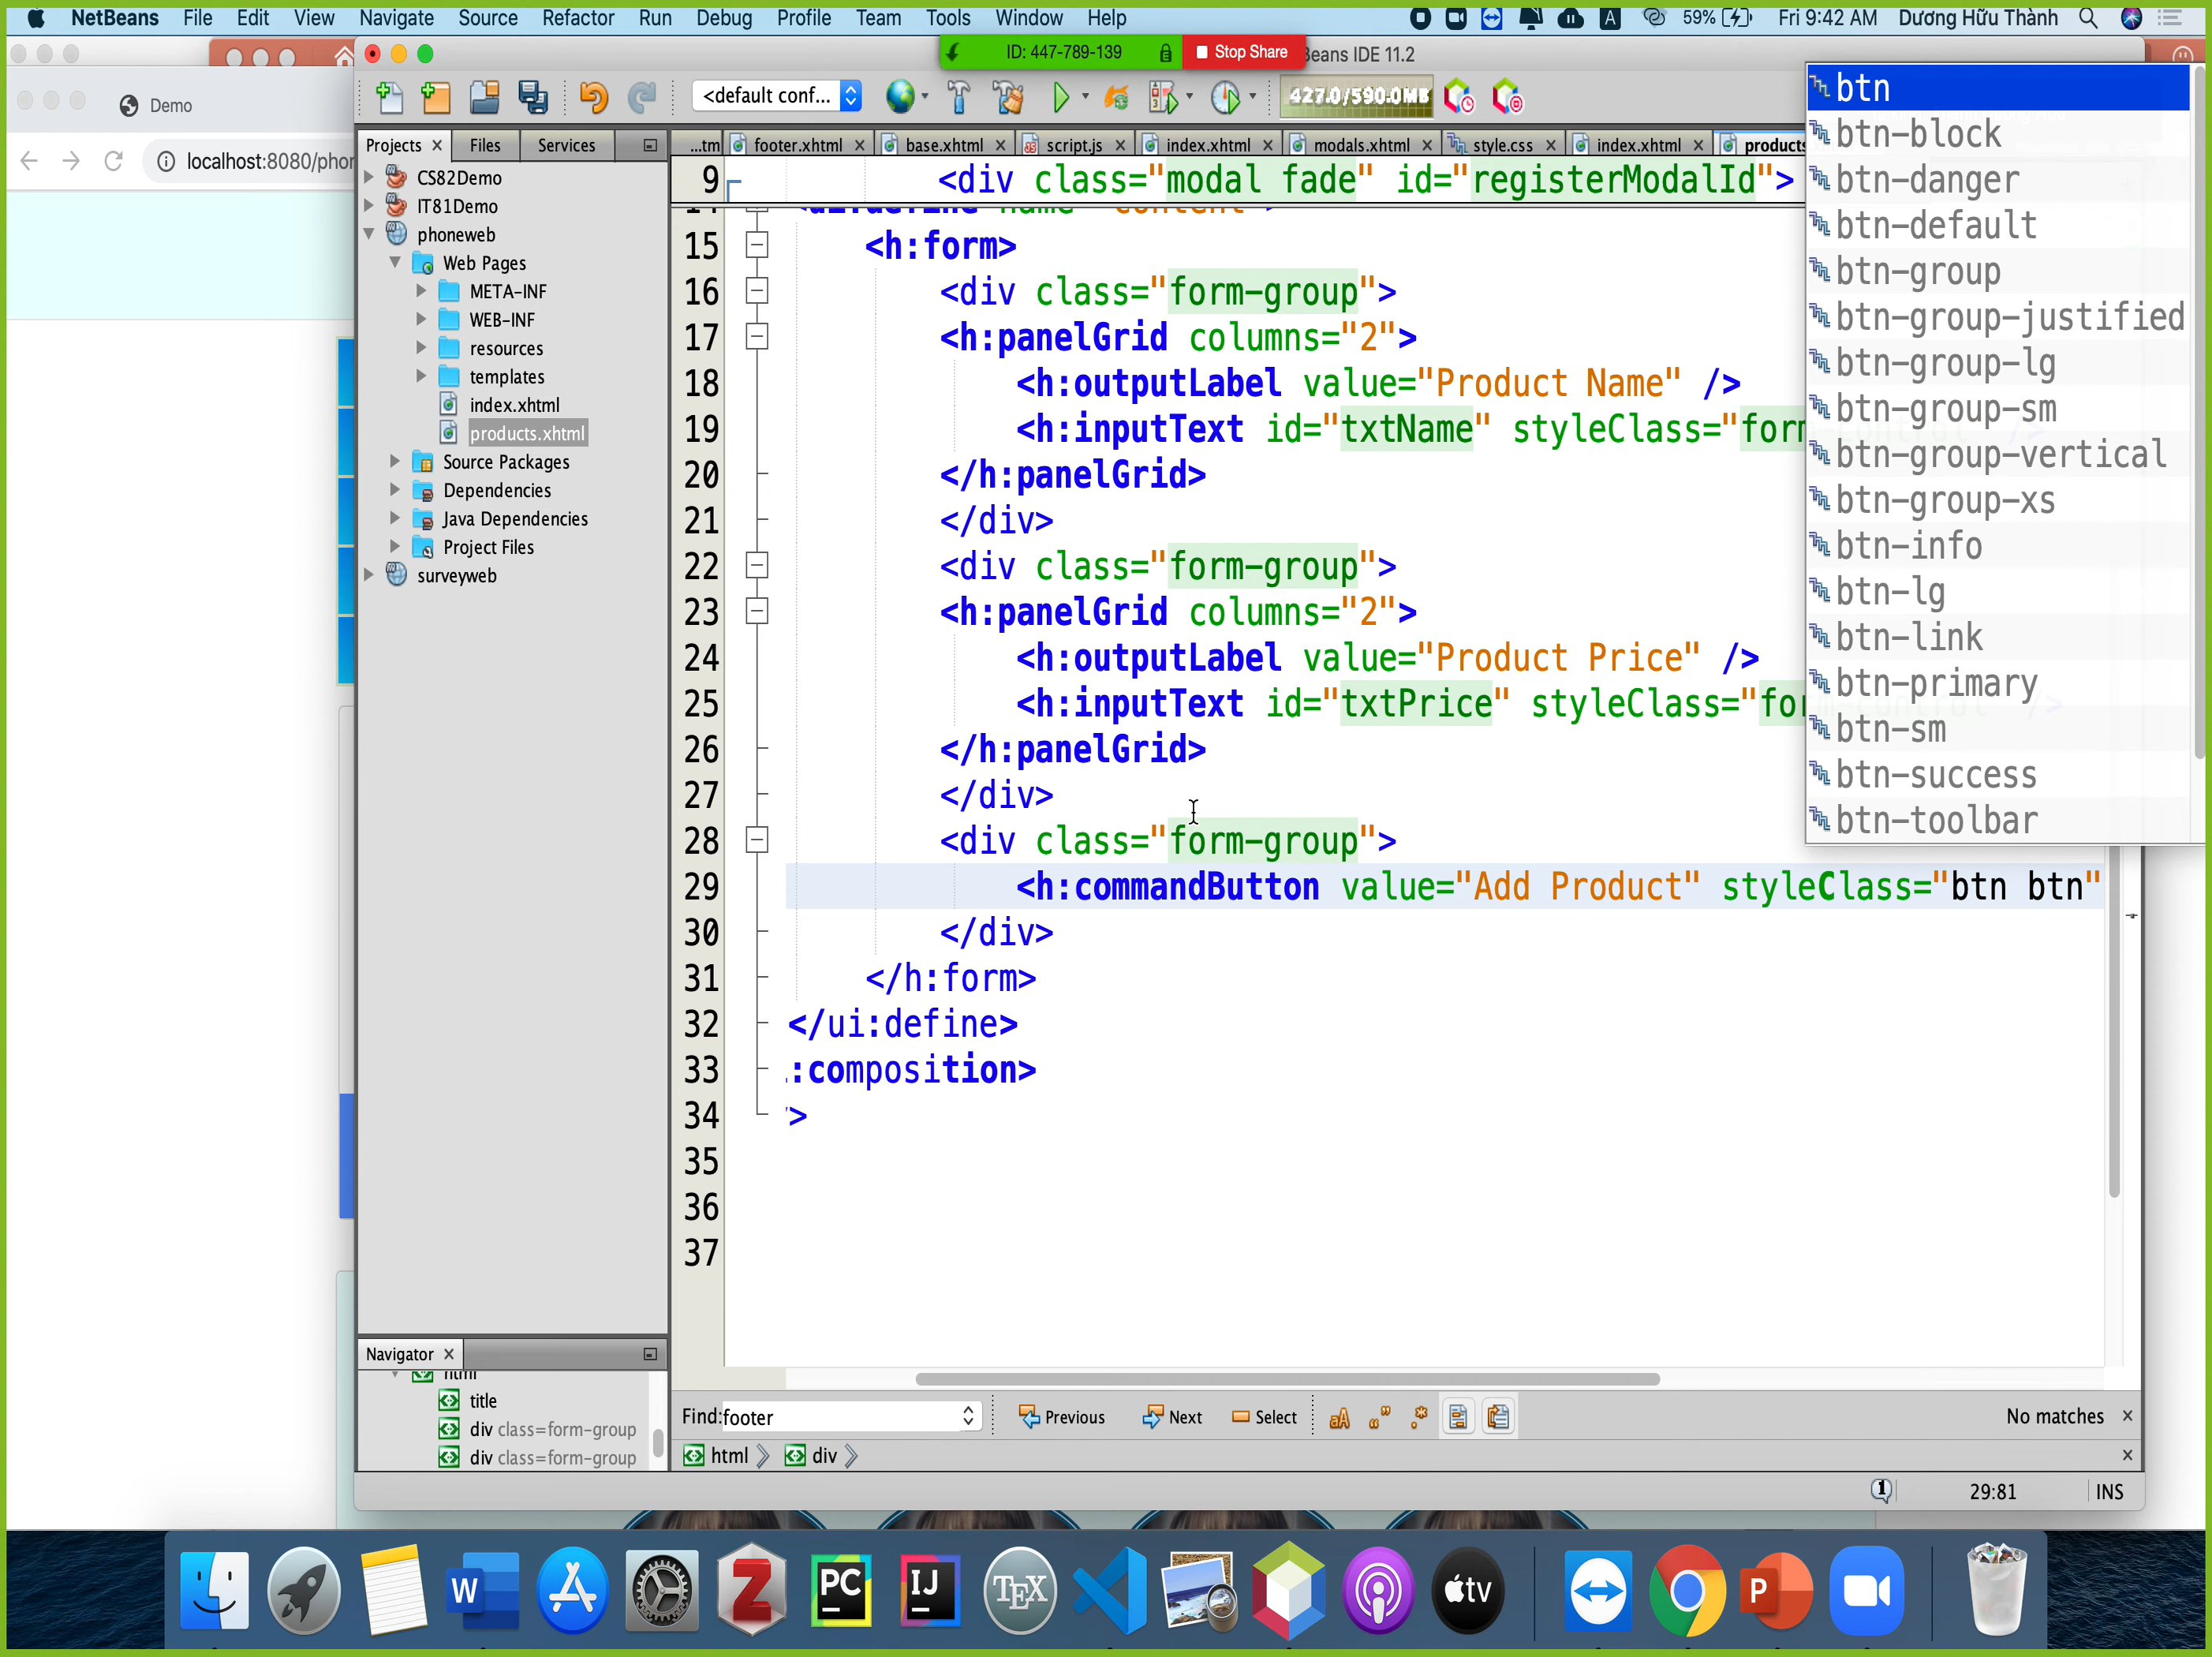 NetBeans File Edit View Navigate Source Refactor Run Debug Profile Team Tools Window Help
A 59% Fri 9:42 AM Dương Hữu Thành
ID: 447-789-139 Stop Share Beans IDE 11.2
Demo
localhost:8080/phor
<default conf... 427.0/590.0MB
Projects Files Services
...tm footer.xhtml base.xhtml script.js index.xhtml modals.xhtml style.css index.xhtml products
CS82Demo
IT81Demo
phoneweb
Web Pages
META-INF
WEB-INF
resources
templates
index.xhtml
products.xhtml
Source Packages
Dependencies
Java Dependencies
Project Files
surveyweb
9 <div class="modal fade" id="registerModalId">
15 <h:form>
16 <div class="form-group">
17 <h:panelGrid columns="2">
18 <h:outputLabel value="Product Name" />
19 <h:inputText id="txtName" styleClass="form
20 </h:panelGrid>
21 </div>
22 <div class="form-group">
23 <h:panelGrid columns="2">
24 <h:outputLabel value="Product Price" />
25 <h:inputText id="txtPrice" styleClass="for
26 </h:panelGrid>
27 </div>
28 <div class="form-group">
29 <h:commandButton value="Add Product" styleClass="btn btn"
30 </div>
31 </h:form>
32 </ui:define>
33 :composition>
34 >
35
36
37
btn
btn-block
btn-danger
btn-default
btn-group
btn-group-justified
btn-group-lg
btn-group-sm
btn-group-vertical
btn-group-xs
btn-info
btn-lg
btn-link
btn-primary
btn-sm
btn-success
btn-toolbar
Navigator
html
title
div class=form-group
div class=form-group
Find: footer Previous Next Select aA No matches
html div
1 29:81 INS
W Z PC IJ TEX tv P